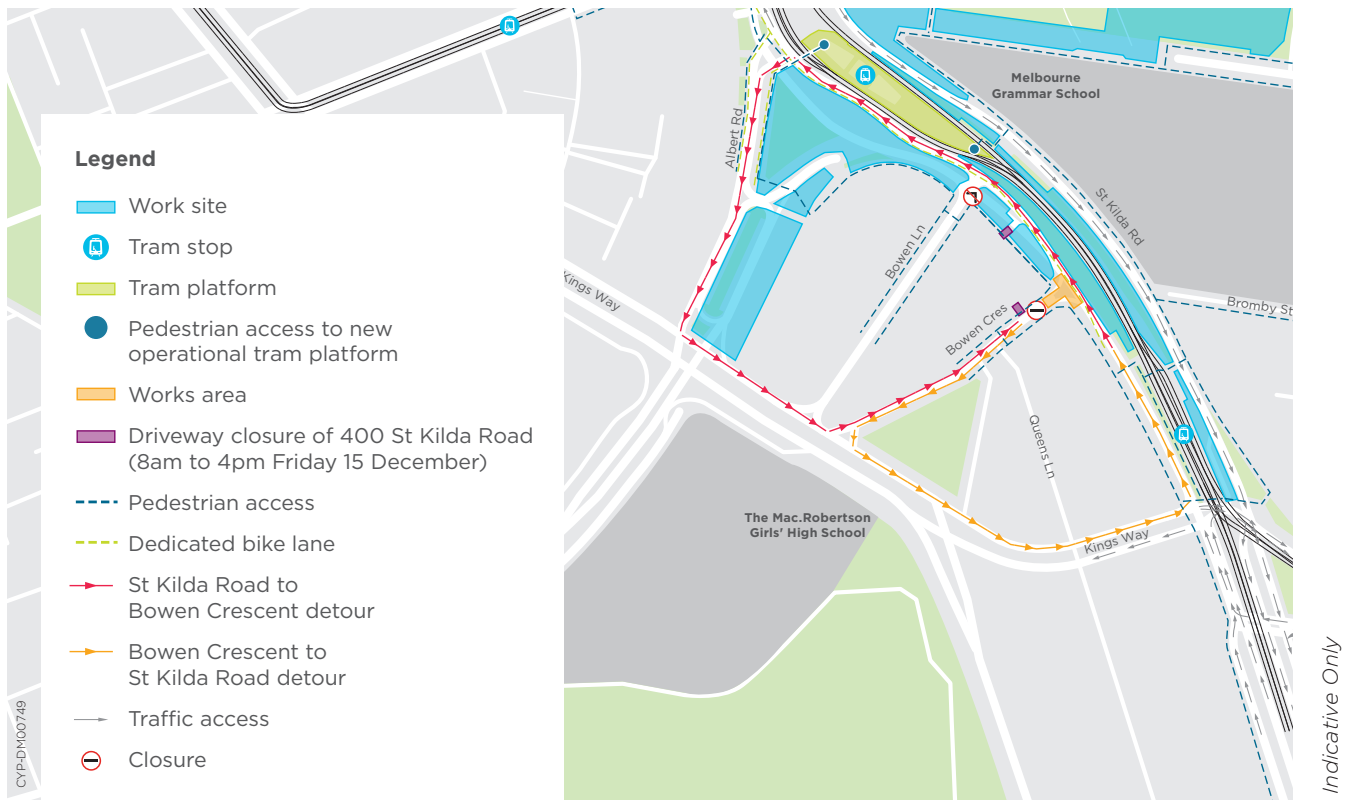 Legend
Work site
Tram stop
Tram platform
Pedestrian access to new
operational tram platform
Works area
Driveway closure of 400 St Kilda Road
(8am to 4pm Friday 15 December)
Pedestrian access
Dedicated bike lane
St Kilda Road to
Bowen Crescent detour
Bowen Crescent to
St Kilda Road detour
Traffic access
Closure
CYP-DM00749
Melbourne
Grammar School
Albert Rd
St Kilda Rd
Bowen Ln
Kings Way
Bromby St
Bowen Cres
Queens Ln
The Mac.Robertson
Girls' High School
Kings Way
Indicative Only